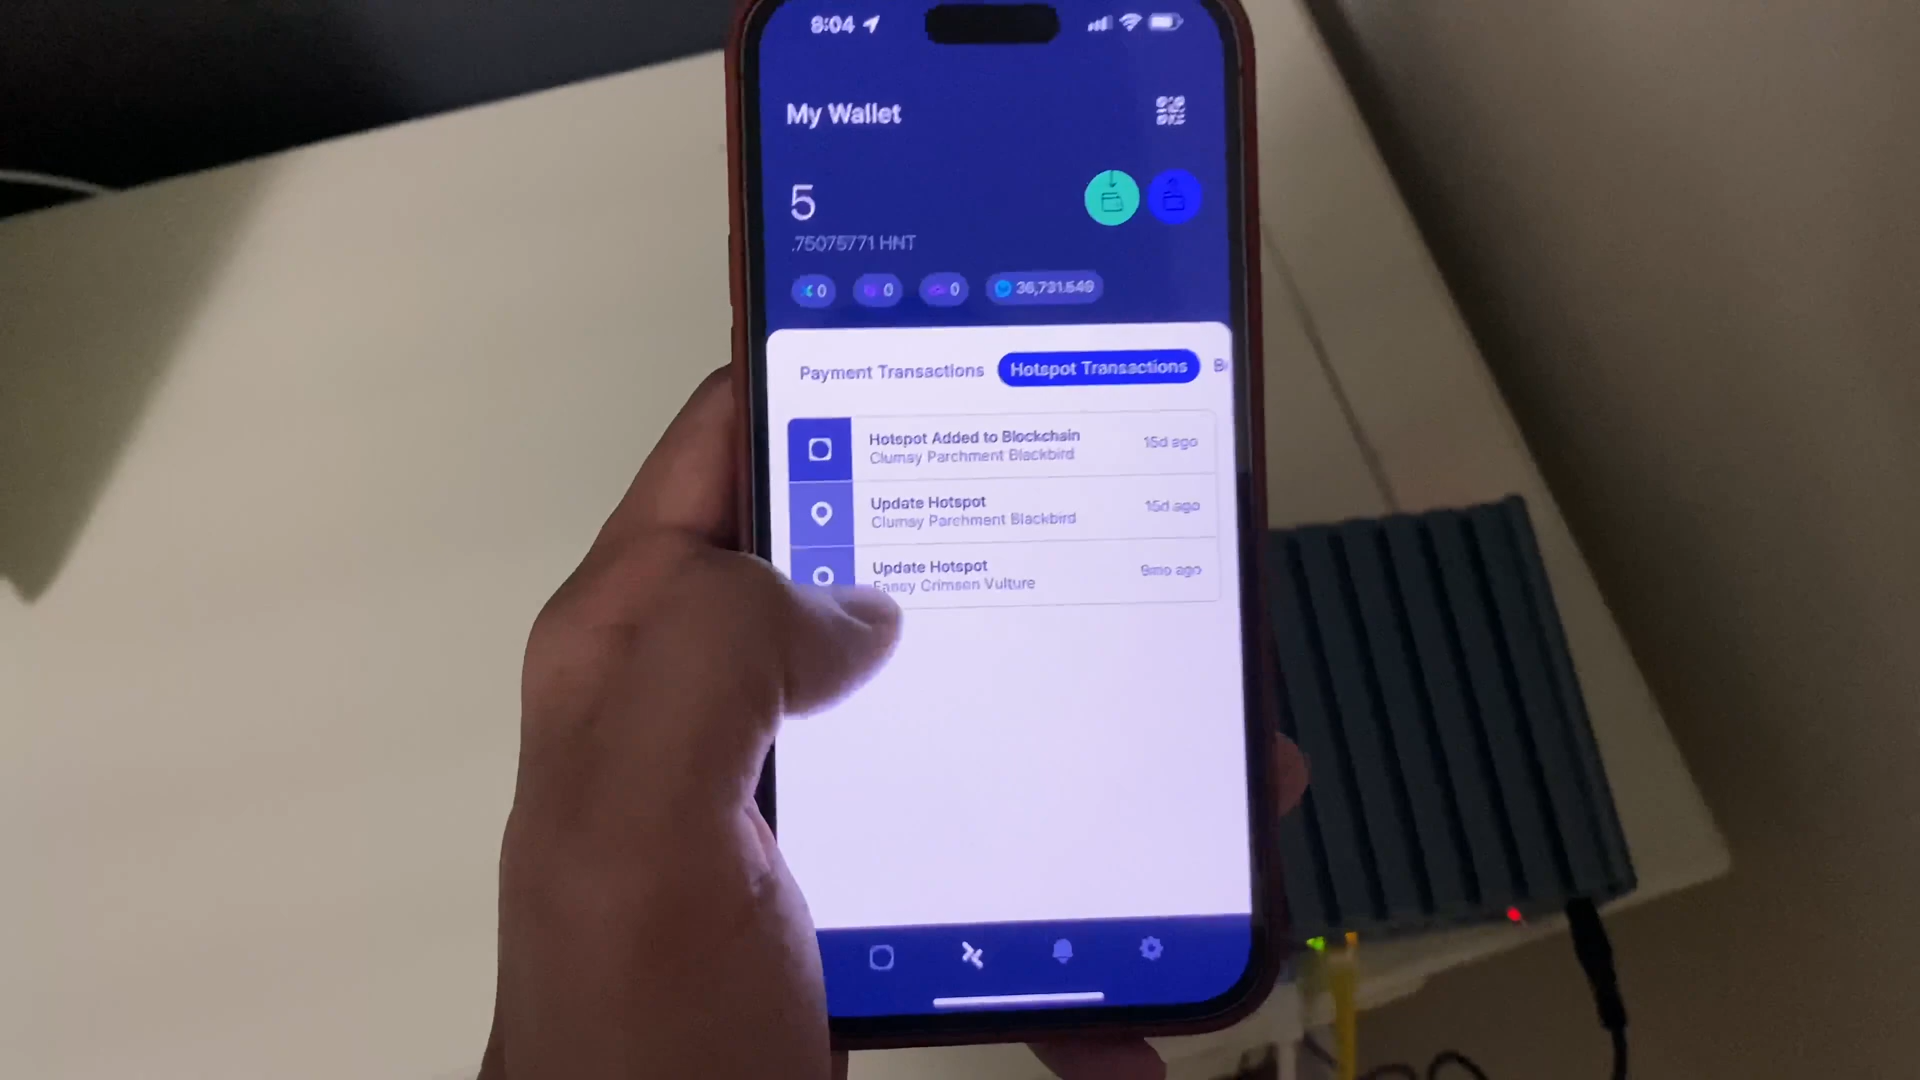 8:04
My Wallet
5
.75075771 HNT
0 0 0 36,731.549
Payment Transactions Hotspot Transactions
Hotspot Added to Blockchain 15d ago
Clumsy Parchment Blackbird
Update Hotspot 15d ago
Clumsy Parchment Blackbird
Update Hotspot 9mo ago
Fancy Crimson Vulture